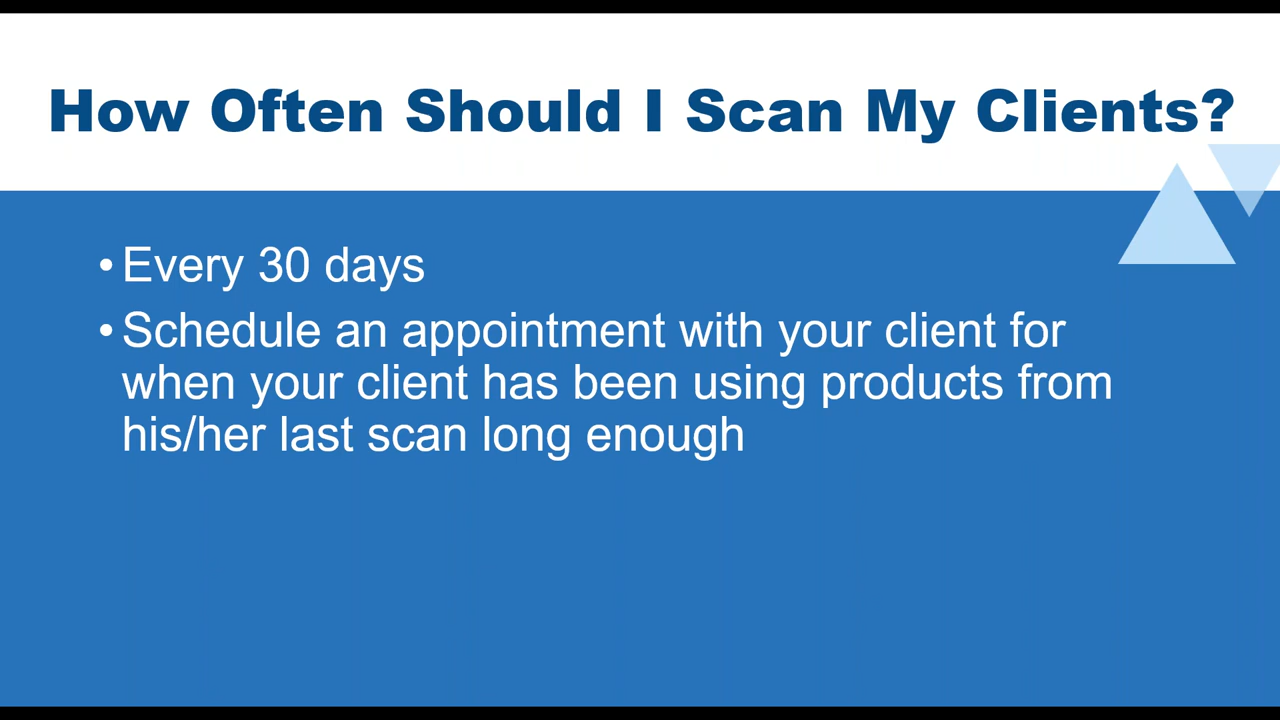 How Often Should I Scan My Clients?
•Every 30 days
•Schedule an appointment with your client for
when your client has been using products from
his/her last scan long enough